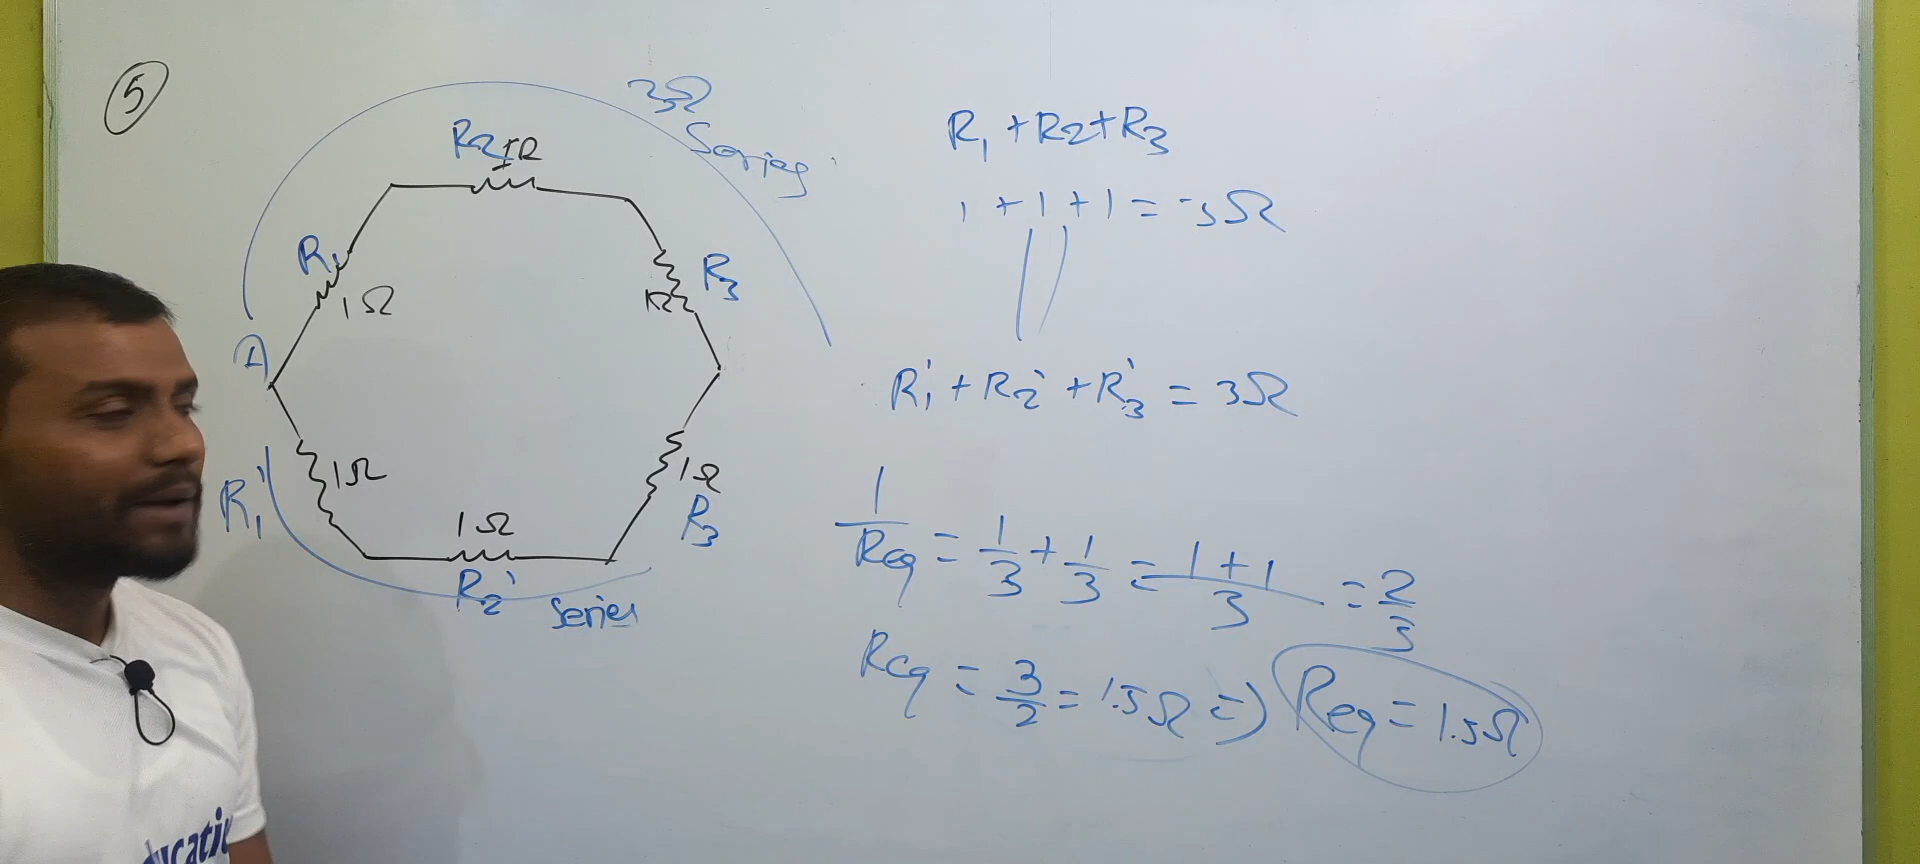 5
3Ω
Series
R2 1Ω
R1
1Ω
R3
1Ω
A
1Ω
R1'
1Ω
R2'
1Ω
R3
Series
R1 + R2 + R3
1 + 1 + 1 = 3Ω
R1' + R2' + R3' = 3Ω
1/Req = 1/3 + 1/3 = 1+1/3 = 2/3
Req = 3/2 = 1.5Ω => Req = 1.5Ω